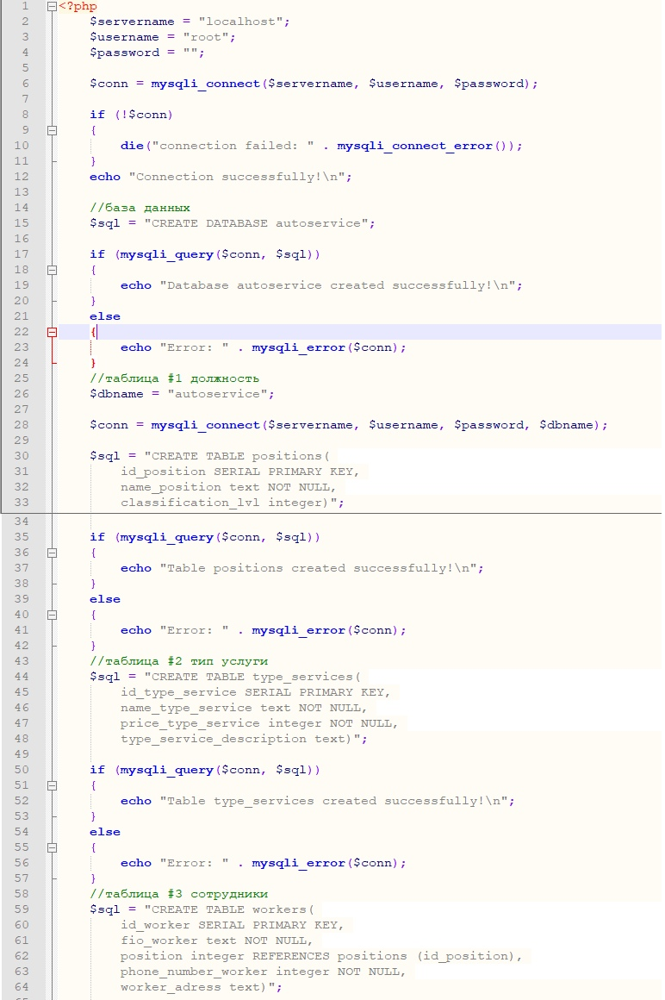 1 <?php
2 $servername = "localhost";
3 $username = "root";
4 $password = "";
5
6 $conn = mysqli_connect($servername, $username, $password);
7
8 if (!$conn)
9 {
10 die("connection failed: " . mysqli_connect_error());
11 }
12 echo "Connection successfully!\n";
13
14 //база данных
15 $sql = "CREATE DATABASE autoservice";
16
17 if (mysqli_query($conn, $sql))
18 {
19 echo "Database autoservice created successfully!\n";
20 }
21 else
22 {
23 echo "Error: " . mysqli_error($conn);
24 }
25 //таблица #1 должность
26 $dbname = "autoservice";
27
28 $conn = mysqli_connect($servername, $username, $password, $dbname);
29
30 $sql = "CREATE TABLE positions(
31 id_position SERIAL PRIMARY KEY,
32 name_position text NOT NULL,
33 classification_lvl integer)";
34
35 if (mysqli_query($conn, $sql))
36 {
37 echo "Table positions created successfully!\n";
38 }
39 else
40 {
41 echo "Error: " . mysqli_error($conn);
42 }
43 //таблица #2 тип услуги
44 $sql = "CREATE TABLE type_services(
45 id_type_service SERIAL PRIMARY KEY,
46 name_type_service text NOT NULL,
47 price_type_service integer NOT NULL,
48 type_service_description text)";
49
50 if (mysqli_query($conn, $sql))
51 {
52 echo "Table type_services created successfully!\n";
53 }
54 else
55 {
56 echo "Error: " . mysqli_error($conn);
57 }
58 //таблица #3 сотрудники
59 $sql = "CREATE TABLE workers(
60 id_worker SERIAL PRIMARY KEY,
61 fio_worker text NOT NULL,
62 position integer REFERENCES positions (id_position),
63 phone_number_worker integer NOT NULL,
64 worker_adress text)";